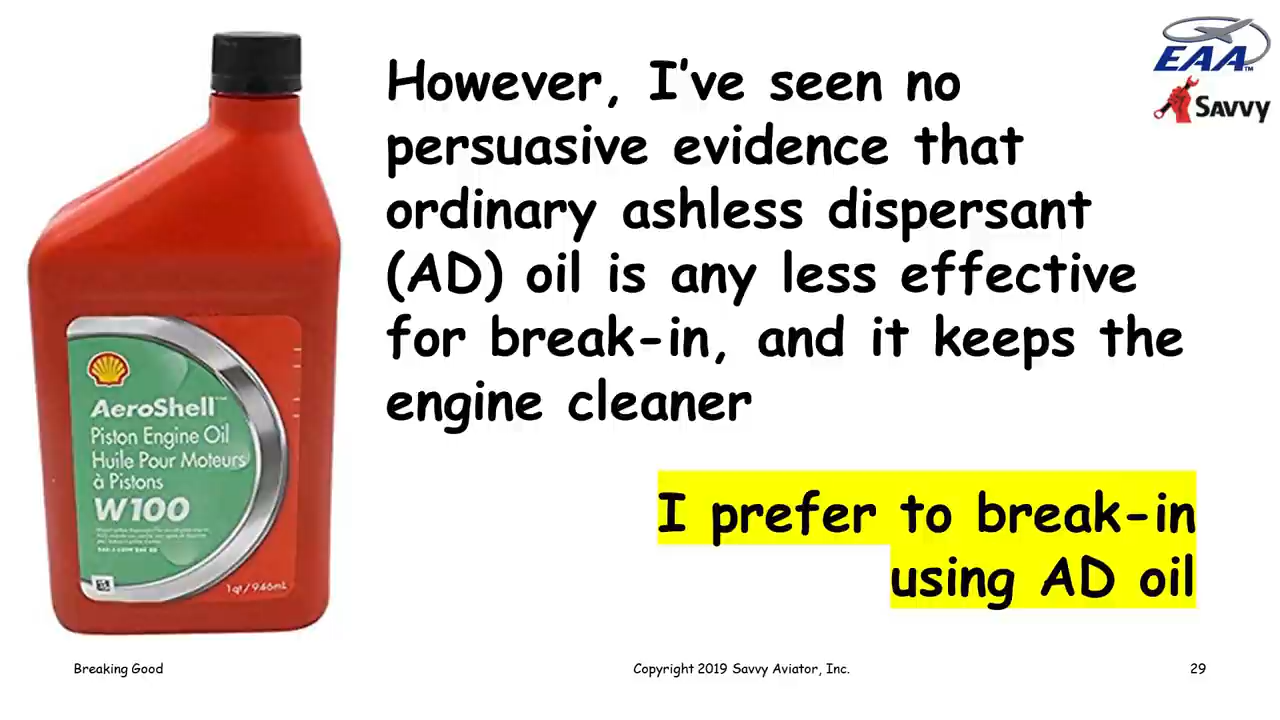 EAA
SAVVY
However, I've seen no
persuasive evidence that
ordinary ashless dispersant
(AD) oil is any less effective
for break-in, and it keeps the
engine cleaner
AeroShell™
Piston Engine Oil
Huile Pour Moteurs
à Pistons
W100
1qt/946mL
I prefer to break-in
using AD oil
Breaking Good
Copyright 2019 Savvy Aviator, Inc.
29